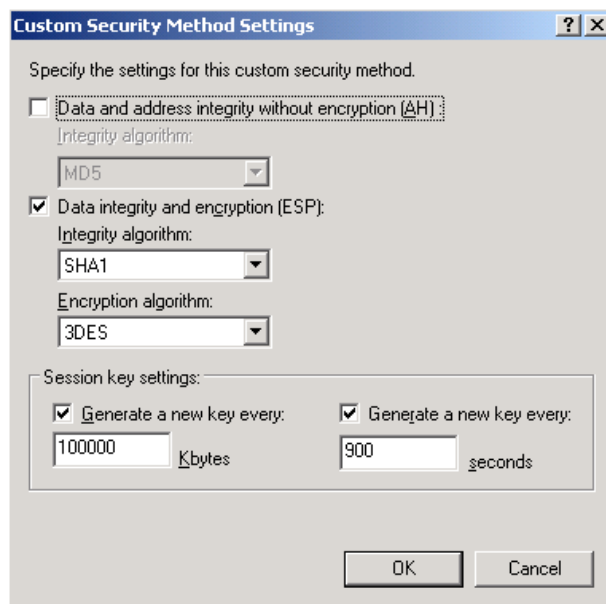 Custom Security Method Settings
Specify the settings for this custom security method.
Data and address integrity without encryption (AH) :
Integrity algorithm:
MD5
Data integrity and encryption (ESP):
Integrity algorithm:
SHA1
Encryption algorithm:
3DES
Session key settings:
Generate a new key every: Generate a new key every:
100000 Kbytes 900 seconds
OK Cancel